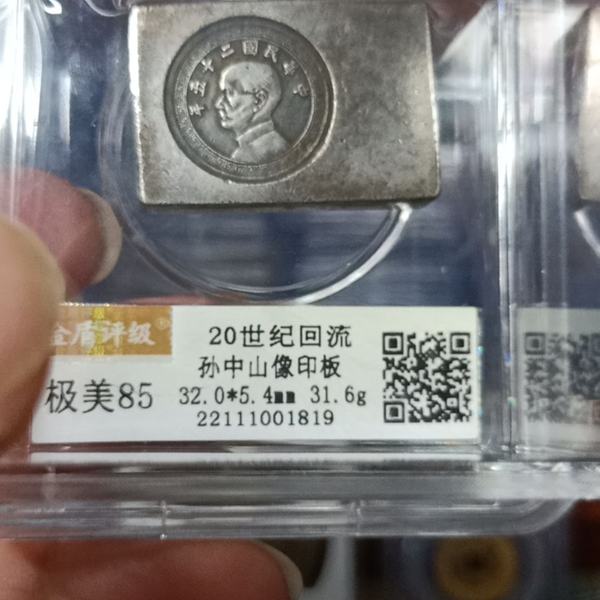 年五十二國民華中
金盾评级®
极美85
20世纪回流
孙中山像印板
32.0*5.4mm 31.6g
22111001819